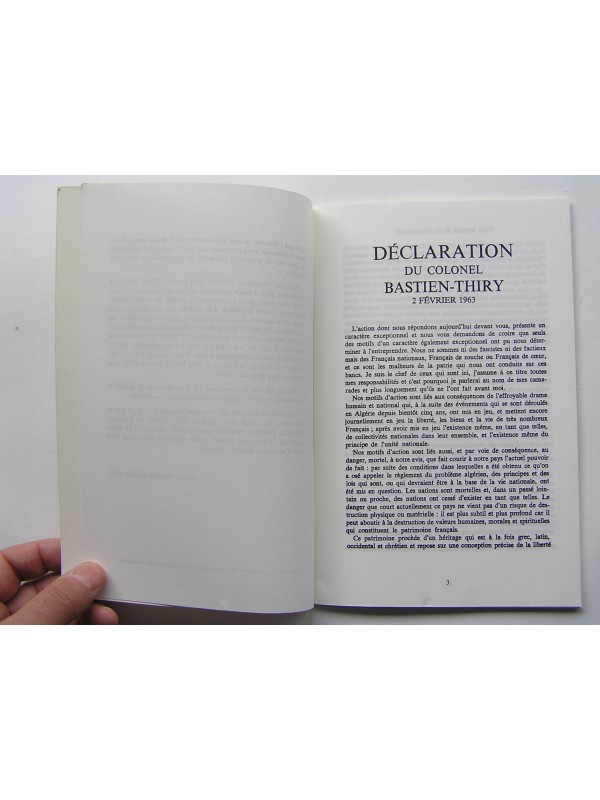 DÉCLARATION
DU COLONEL
BASTIEN-THIRY
2 FÉVRIER 1963
L'action dont nous répondons aujourd'hui devant vous, présente un
caractère exceptionnel et nous vous demandons de croire que seuls
des motifs d'un caractère également exceptionnel ont pu nous déter-
miner à l'entreprendre. Nous ne sommes ni des fascistes ni des factieux
mais des Français nationaux, Français de souche ou Français de cœur,
et ce sont les malheurs de la patrie qui nous ont conduits sur ces
bancs. Je suis le chef de ceux qui sont ici, j'assume à ce titre toutes
mes responsabilités et c'est pourquoi je parlerai au nom de mes cama-
rades et plus longuement qu'ils ne l'ont fait avant moi.
Nos motifs d'action sont liés aux conséquences de l'effroyable drame
humain et national qui, à la suite des événements qui se sont déroulés
en Algérie depuis bientôt cinq ans, ont mis en jeu, et mettent encore
journellement en jeu la liberté, les biens et la vie de très nombreux
Français ; après avoir mis en jeu l'existence même, en tant que telles,
de collectivités nationales dans leur ensemble, et l'existence même du
principe de l'unité nationale.
Nos motifs d'action sont liés aussi, et par voie de conséquence, au
danger, mortel, à notre avis, que fait courir à notre pays l'actuel pouvoir
de fait : par suite des conditions dans lesquelles a été obtenu ce qu'on
a osé appeler le règlement du problème algérien, des principes et des
lois qui sont, ou qui devraient être à la base de la vie nationale, ont
été mis en question. Les nations sont mortelles et, dans un passé loin-
tain ou proche, des nations ont cessé d'exister en tant que telles. Le
danger que court actuellement ce pays ne vient pas d'un risque de des-
truction physique ou matérielle : il est plus subtil et plus profond car il
peut aboutir à la destruction de valeurs humaines, morales et spirituelles
qui constituent le patrimoine français.
Ce patrimoine procède d'un héritage qui est à la fois grec, latin,
occidental et chrétien et repose sur une conception précise de la liberté
3